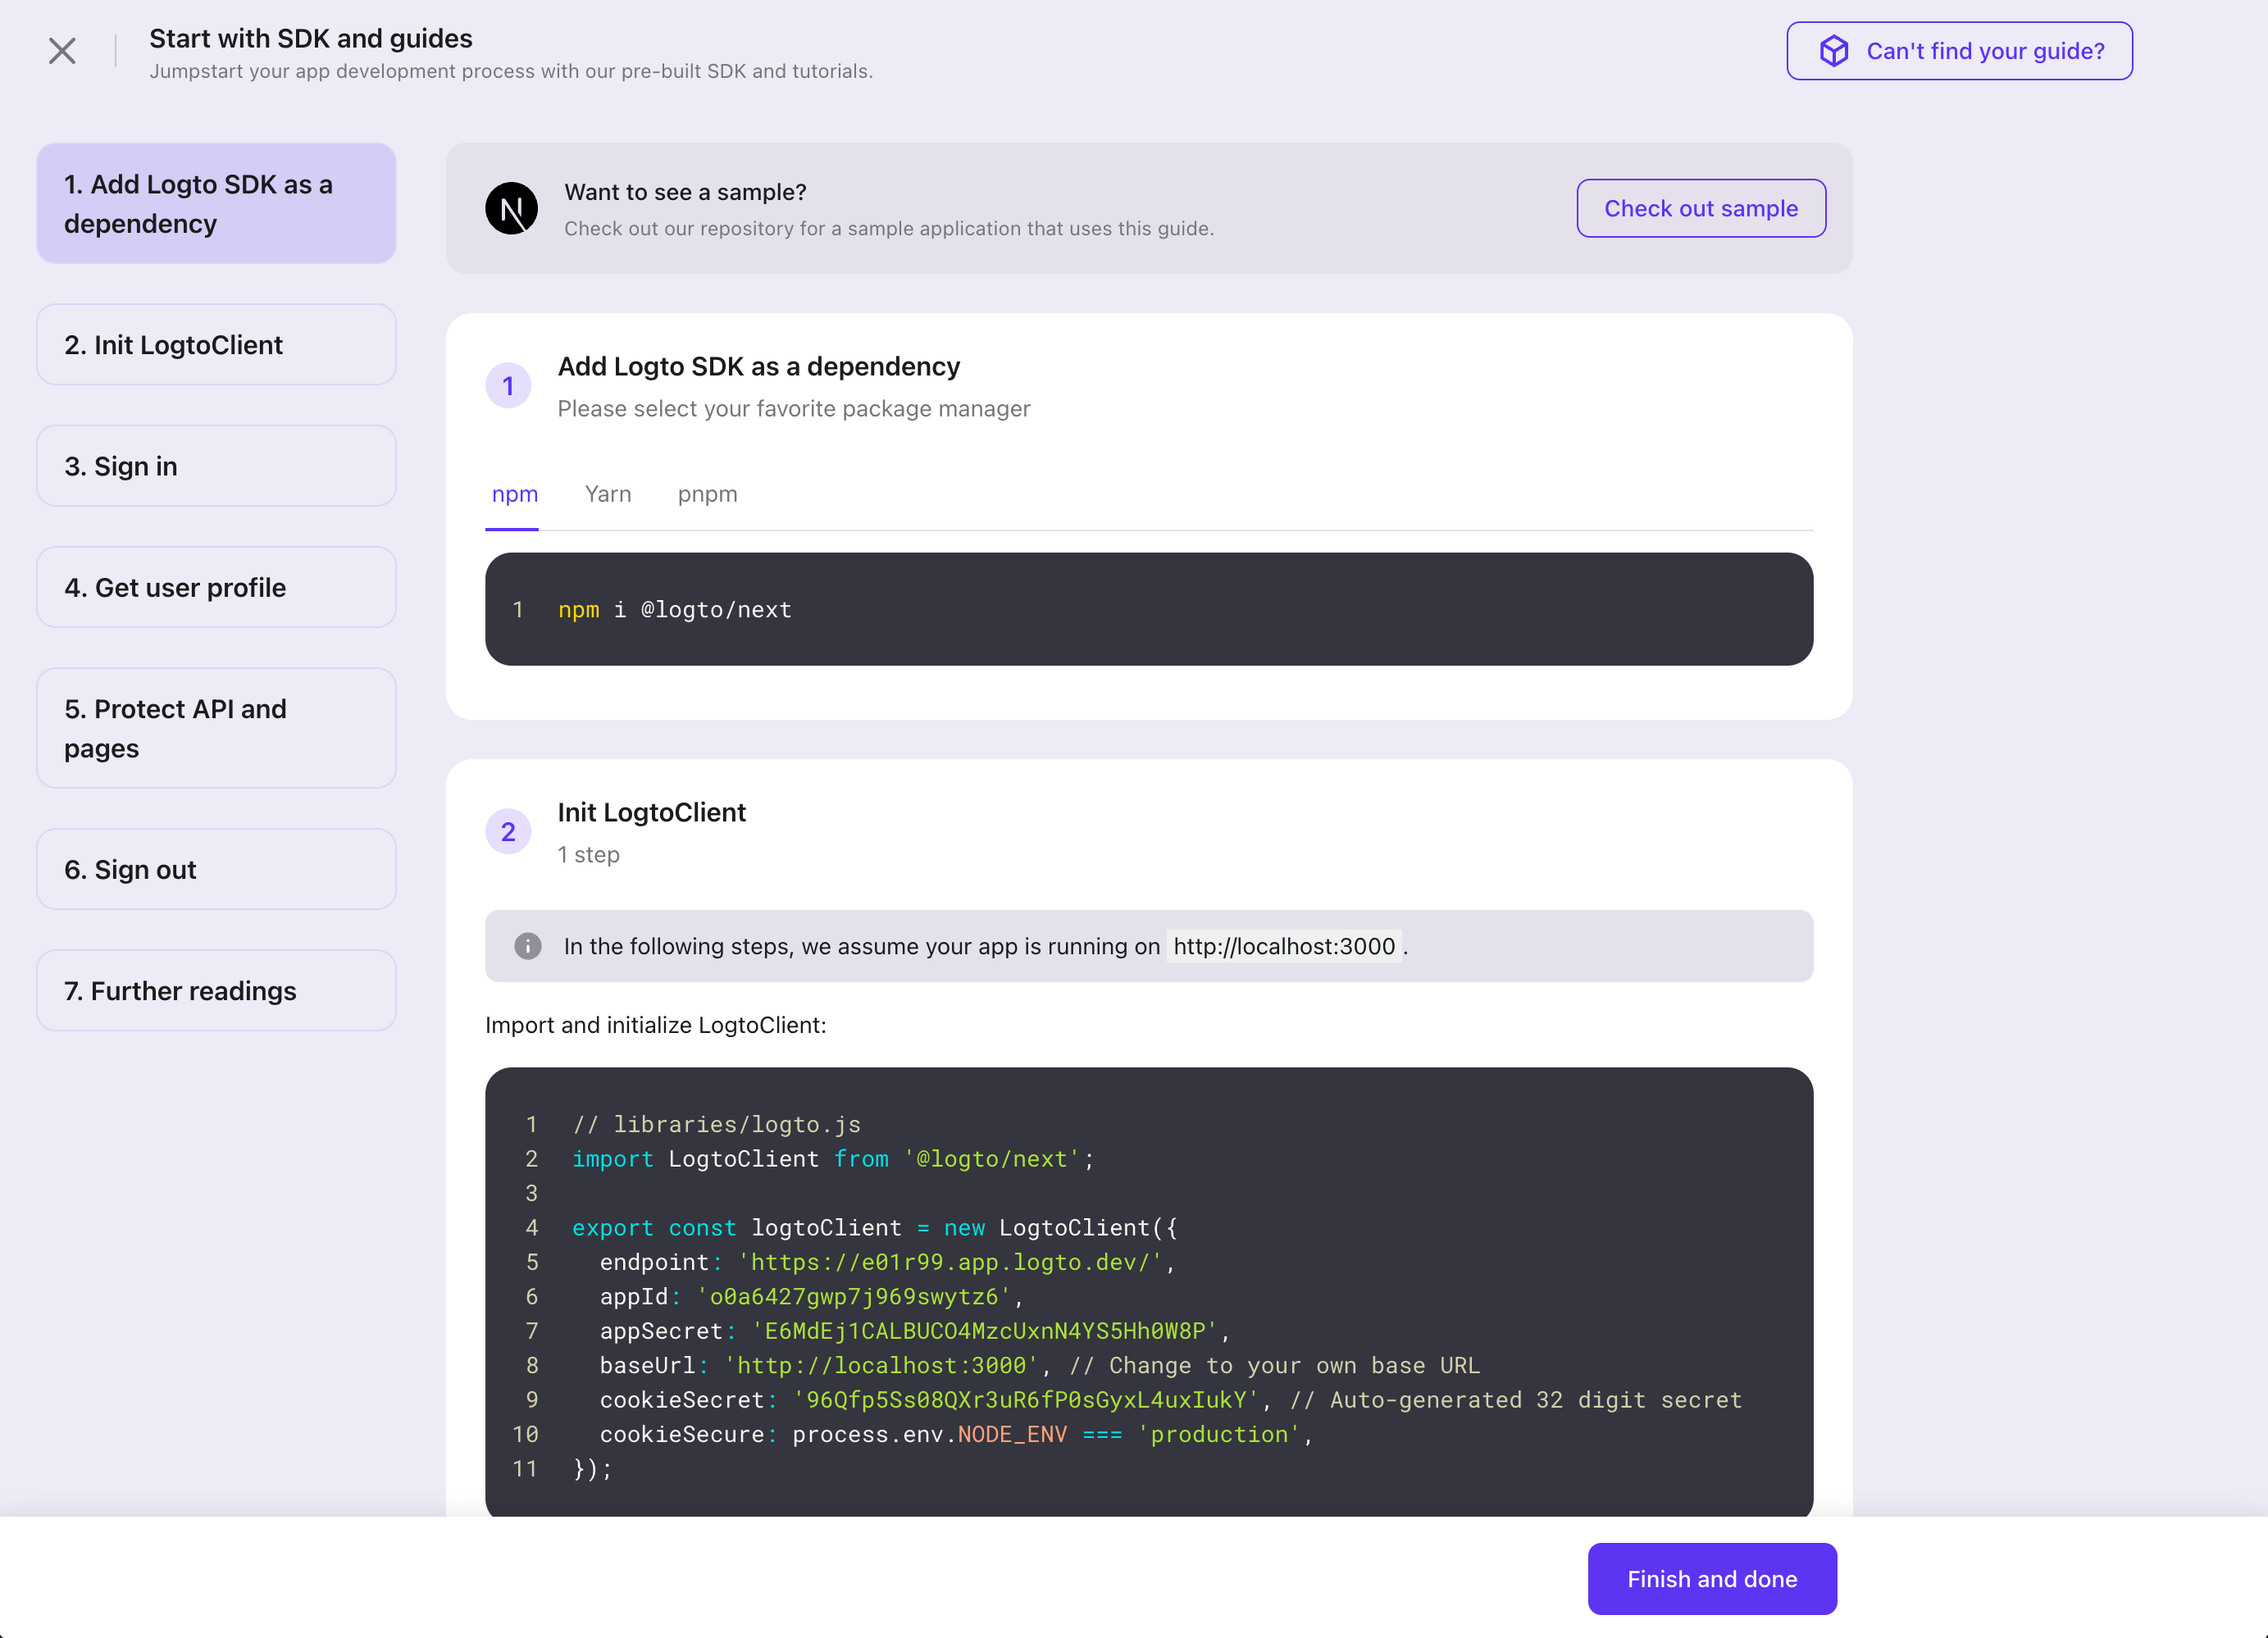 Start with SDK and guides
Jumpstart your app development process with our pre-built SDK and tutorials.
Can't find your guide?
1. Add Logto SDK as a
dependency
2. Init LogtoClient
3. Sign in
4. Get user profile
5. Protect API and
pages
6. Sign out
7. Further readings
N
Want to see a sample?
Check out our repository for a sample application that uses this guide.
Check out sample
1
Add Logto SDK as a dependency
Please select your favorite package manager
npm Yarn pnpm
1 npm i @logto/next
2
Init LogtoClient
1 step
In the following steps, we assume your app is running on http://localhost:3000 .
Import and initialize LogtoClient:
1 // libraries/logto.js
2 import LogtoClient from '@logto/next';
3
4 export const logtoClient = new LogtoClient({
5   endpoint: 'https://e01r99.app.logto.dev/',
6   appId: 'o0a6427gwp7j969swytz6',
7   appSecret: 'E6MdEj1CALBUCO4MzcUxnN4YS5Hh0W8P',
8   baseUrl: 'http://localhost:3000', // Change to your own base URL
9   cookieSecret: '96Qfp5Ss08QXr3uR6fP0sGyxL4uxIukY', // Auto-generated 32 digit secret
10   cookieSecure: process.env.NODE_ENV === 'production',
11 });
Finish and done